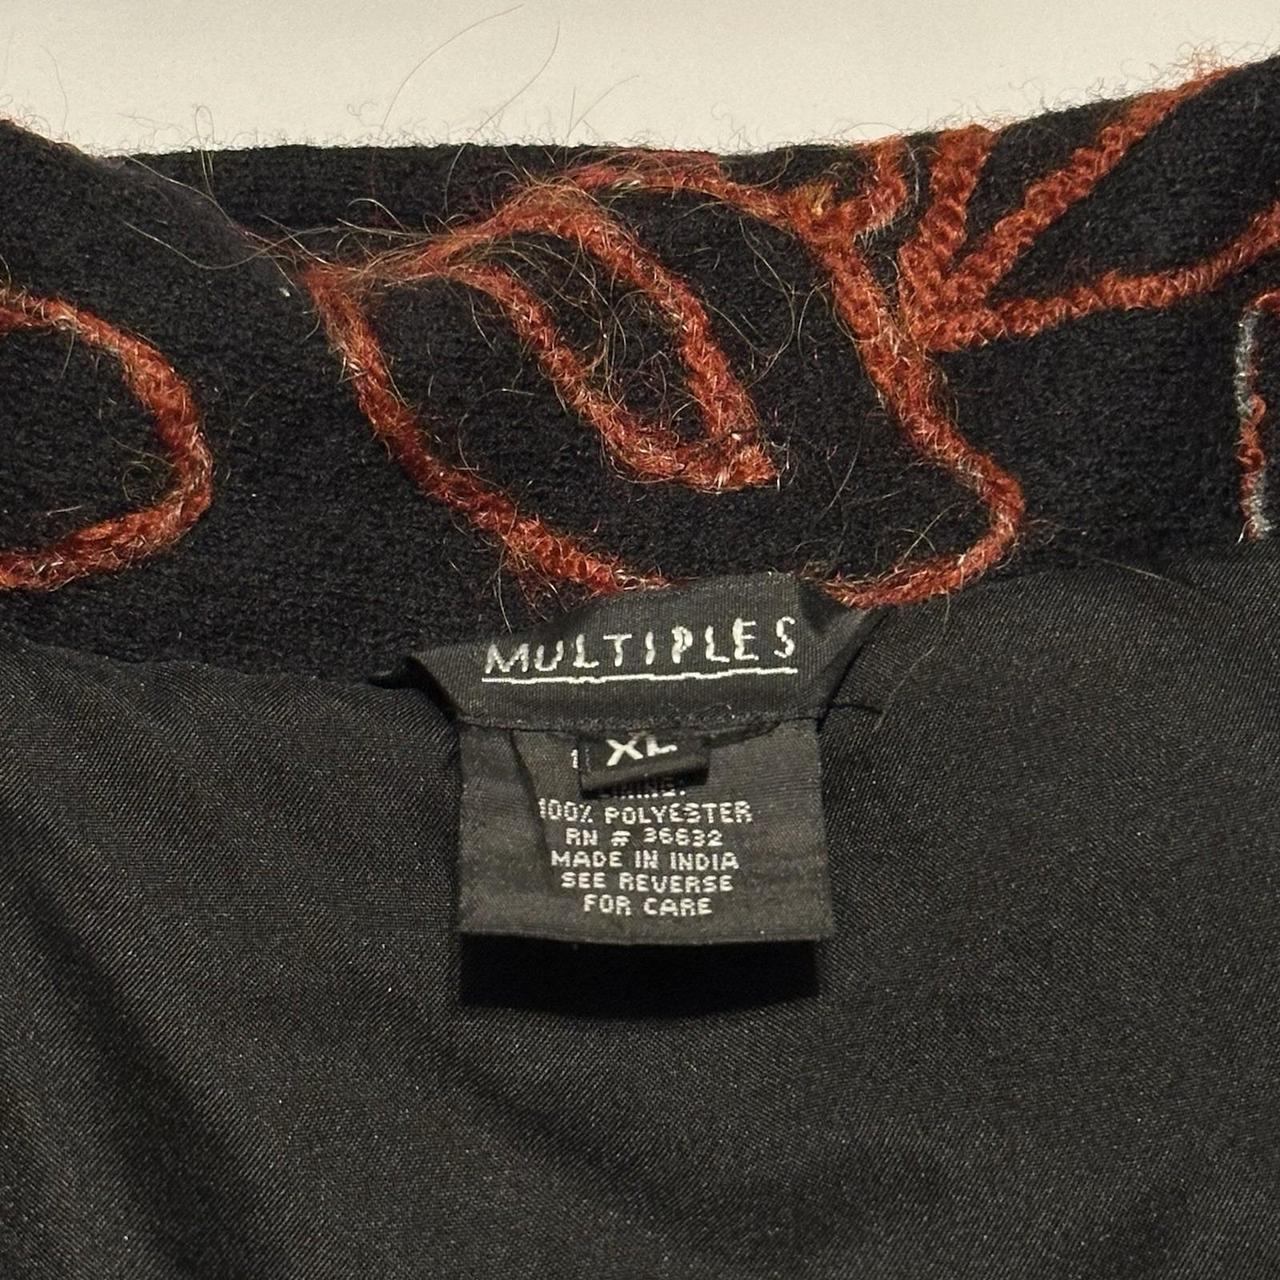 MULTIPLES
XL
100% POLYESTER
RN # 36632
MADE IN INDIA
SEE REVERSE
FOR CARE